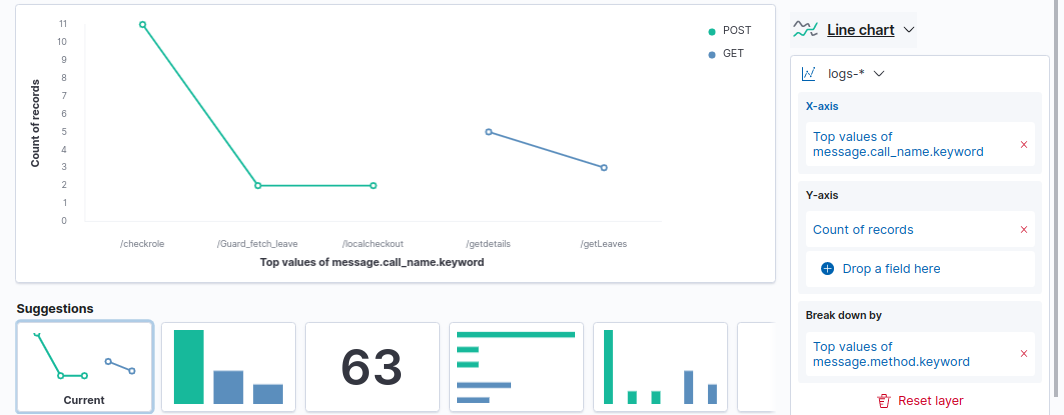 11
10
9
8
7
6
5
4
3
2
1
0
Count of records
/checkrole
/Guard_fetch_leave
/localcheckout
/getdetails
/getLeaves
Top values of message.call_name.keyword
POST
GET
Suggestions
Current
63
Line chart
logs-*
X-axis
Top values of
message.call_name.keyword
×
Y-axis
Count of records
×
Drop a field here
Break down by
Top values of
message.method.keyword
×
Reset layer